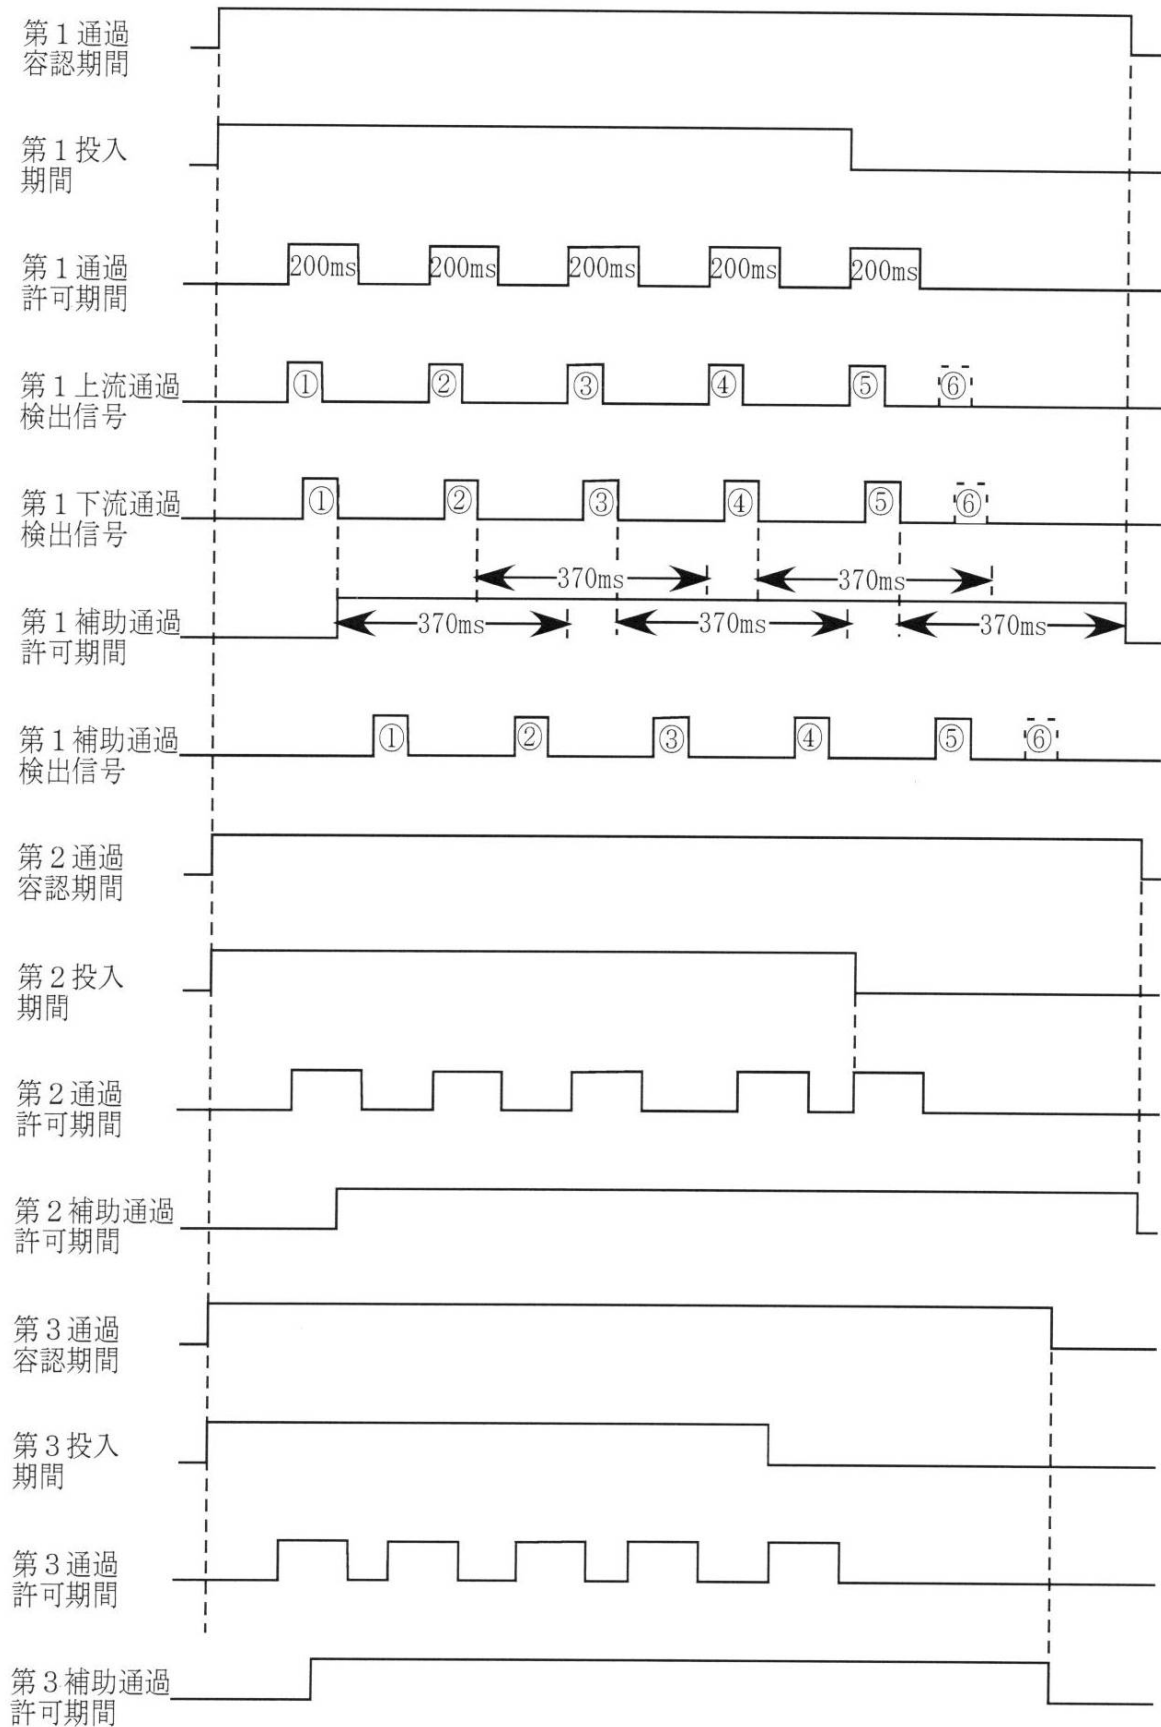 第1通過
容認期間
第1投入
期間
第1通過
許可期間
200ms 200ms 200ms 200ms 200ms
第1上流通過
検出信号
① ② ③ ④ ⑤ ⑥
第1下流通過
検出信号
① ② ③ ④ ⑤ ⑥
370ms 370ms
第1補助通過
許可期間
370ms 370ms 370ms
第1補助通過
検出信号
① ② ③ ④ ⑤ ⑥
第2通過
容認期間
第2投入
期間
第2通過
許可期間
第2補助通過
許可期間
第3通過
容認期間
第3投入
期間
第3通過
許可期間
第3補助通過
許可期間